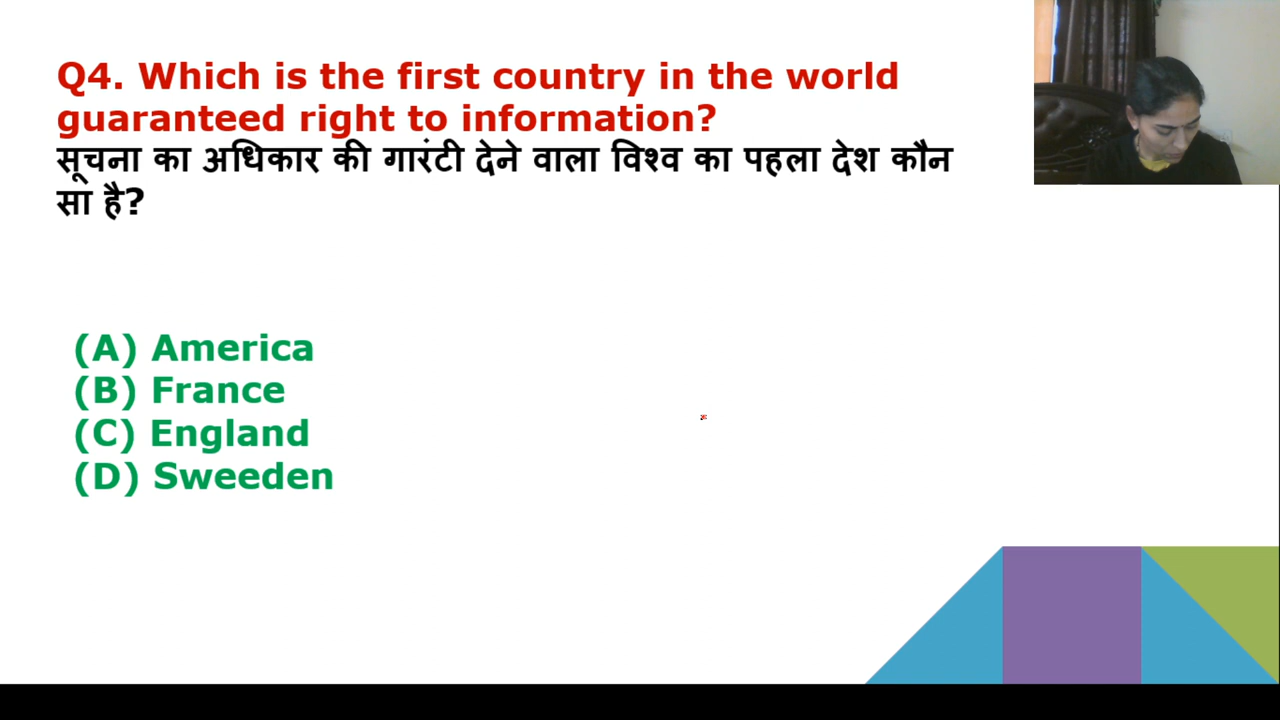 Q4. Which is the first country in the world
guaranteed right to information?
सूचना का अधिकार की गारंटी देने वाला विश्व का पहला देश कौन
सा है?
(A) America
(B) France
(C) England
(D) Sweeden